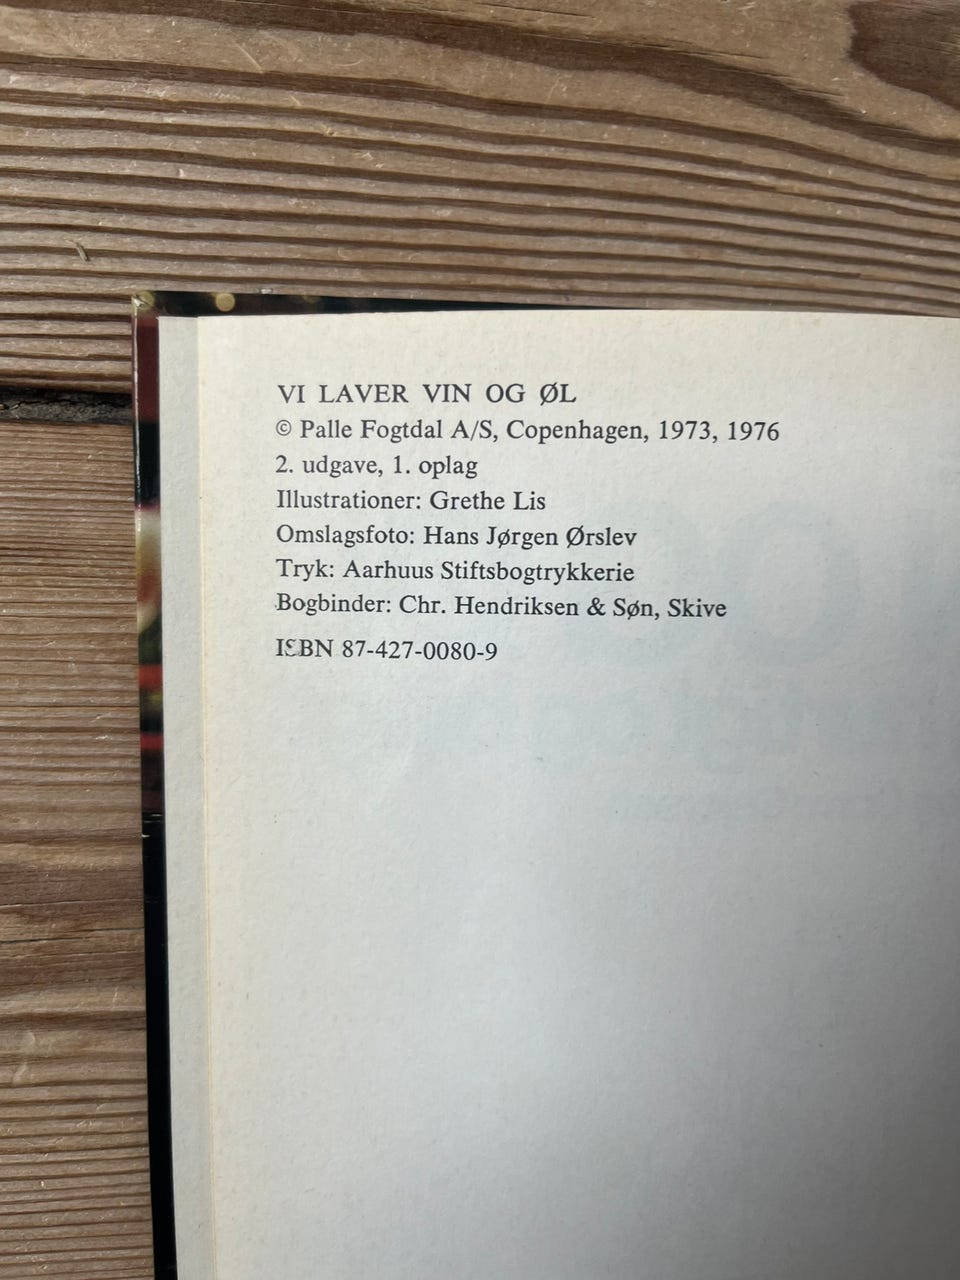 VI LAVER VIN OG ØL
© Palle Fogtdal A/S, Copenhagen, 1973, 1976
2. udgave, 1. oplag
Illustrationer: Grethe Lis
Omslagsfoto: Hans Jørgen Ørslev
Tryk: Aarhuus Stiftsbogtrykkerie
Bogbinder: Chr. Hendriksen & Søn, Skive
ISBN 87-427-0080-9